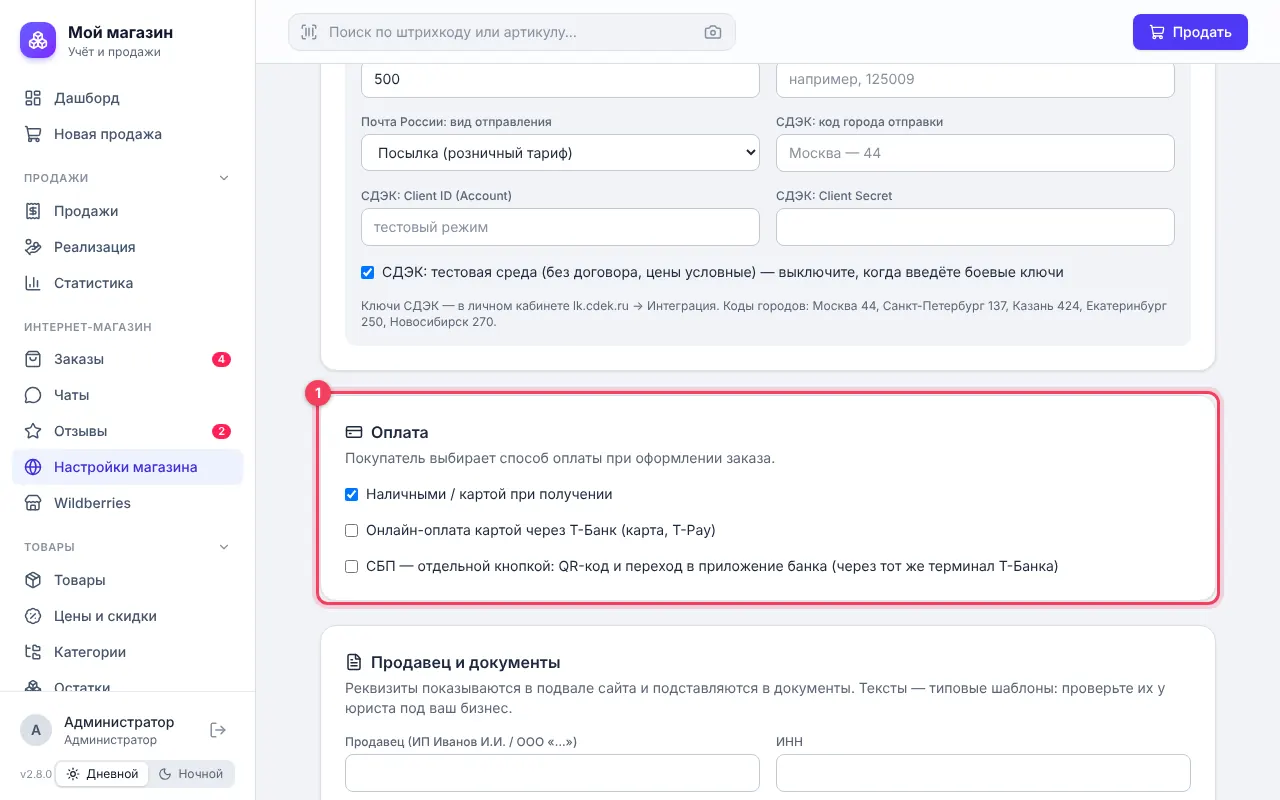 Мой магазин
Учёт и продажи
Поиск по штрихкоду или артикулу...
Продать
Дашборд
Новая продажа
ПРОДАЖИ
Продажи
Реализация
Статистика
ИНТЕРНЕТ-МАГАЗИН
Заказы 4
Чаты
Отзывы 2
Настройки магазина
Wildberries
ТОВАРЫ
Товары
Цены и скидки
Категории
Остатки
А
Администратор
Администратор
v2.8.0 Дневной Ночной
500
например, 125009
Почта России: вид отправления
СДЭК: код города отправки
Посылка (розничный тариф)
Москва — 44
СДЭК: Client ID (Account)
СДЭК: Client Secret
тестовый режим
СДЭК: тестовая среда (без договора, цены условные) — выключите, когда введёте боевые ключи
Ключи СДЭК — в личном кабинете lk.cdek.ru → Интеграция. Коды городов: Москва 44, Санкт-Петербург 137, Казань 424, Екатеринбург
250, Новосибирск 270.
1
Оплата
Покупатель выбирает способ оплаты при оформлении заказа.
Наличными / картой при получении
Онлайн-оплата картой через Т-Банк (карта, T-Pay)
СБП — отдельной кнопкой: QR-код и переход в приложение банка (через тот же терминал Т-Банка)
Продавец и документы
Реквизиты показываются в подвале сайта и подставляются в документы. Тексты — типовые шаблоны: проверьте их у
юриста под ваш бизнес.
Продавец (ИП Иванов И.И. / ООО «…»)
ИНН